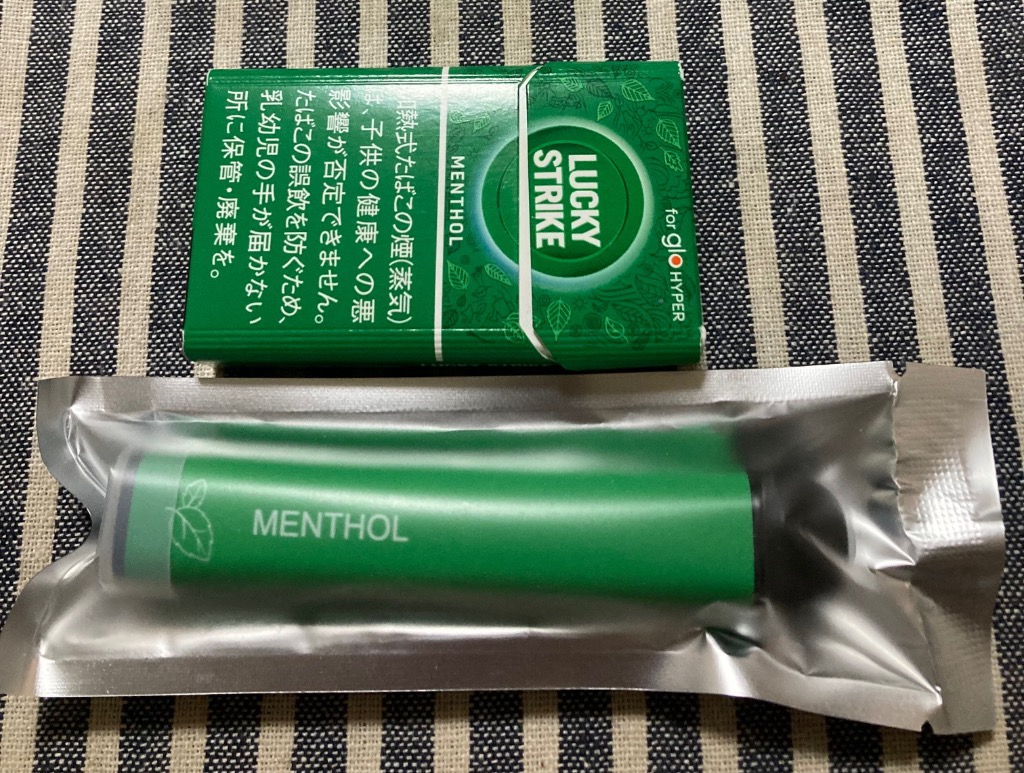 LUCKY
STRIKE
for glo HYPER
MENTHOL
加熱式たばこの煙(蒸気)
は、子供の健康への悪
影響が否定できません。
たばこの誤飲を防ぐため、
乳幼児の手が届かない
所に保管・廃棄を。
MENTHOL